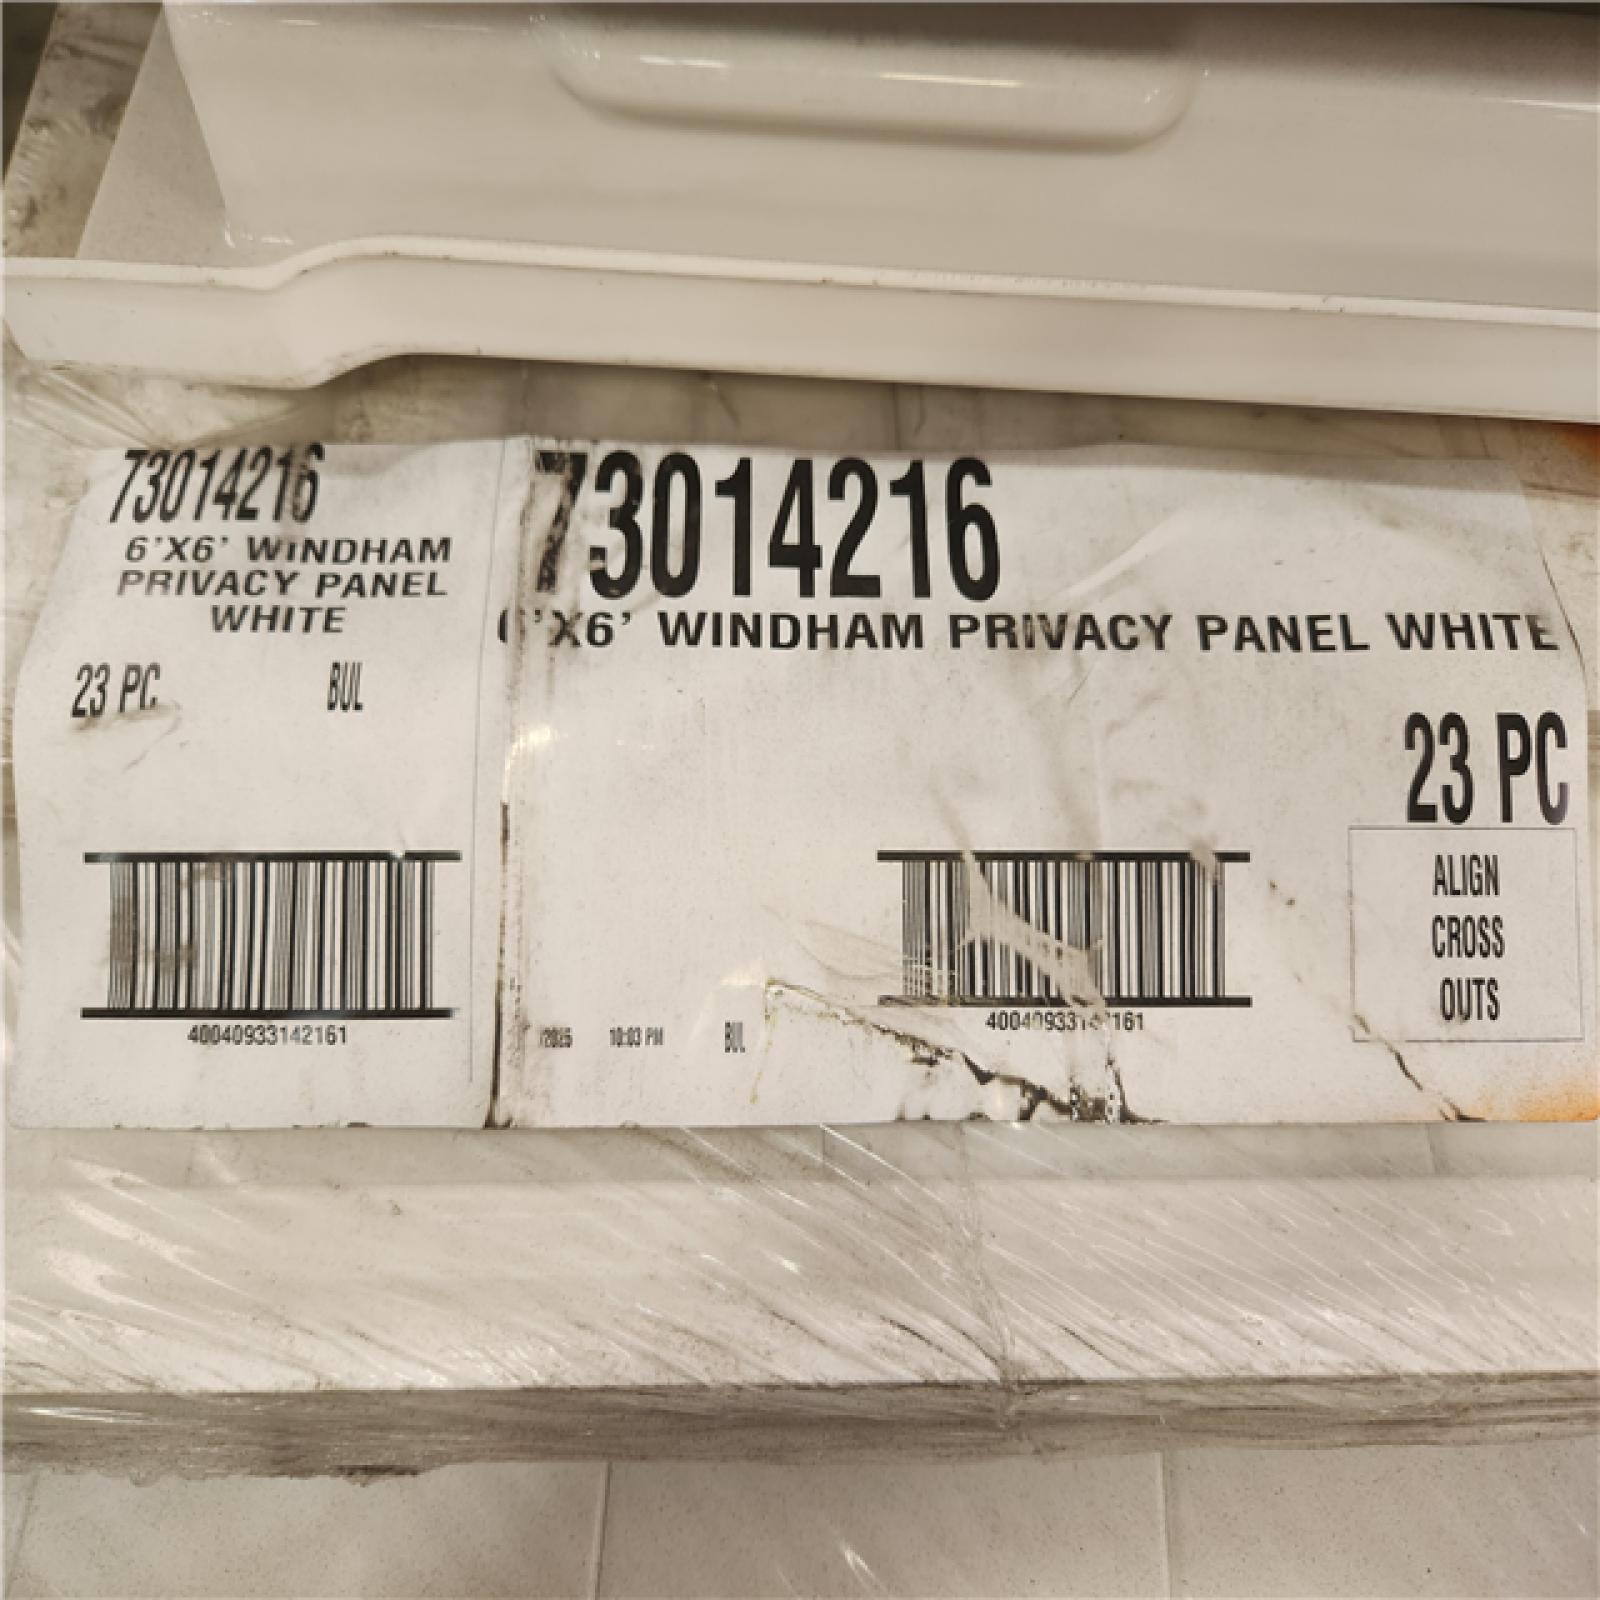 73014216
6'X6' WINDHAM
PRIVACY PANEL
WHITE
23 PC BUL
40040933142161
73014216
6'X6' WINDHAM PRIVACY PANEL WHITE
23 PC
ALIGN
CROSS
OUTS
10:03 PM BUL